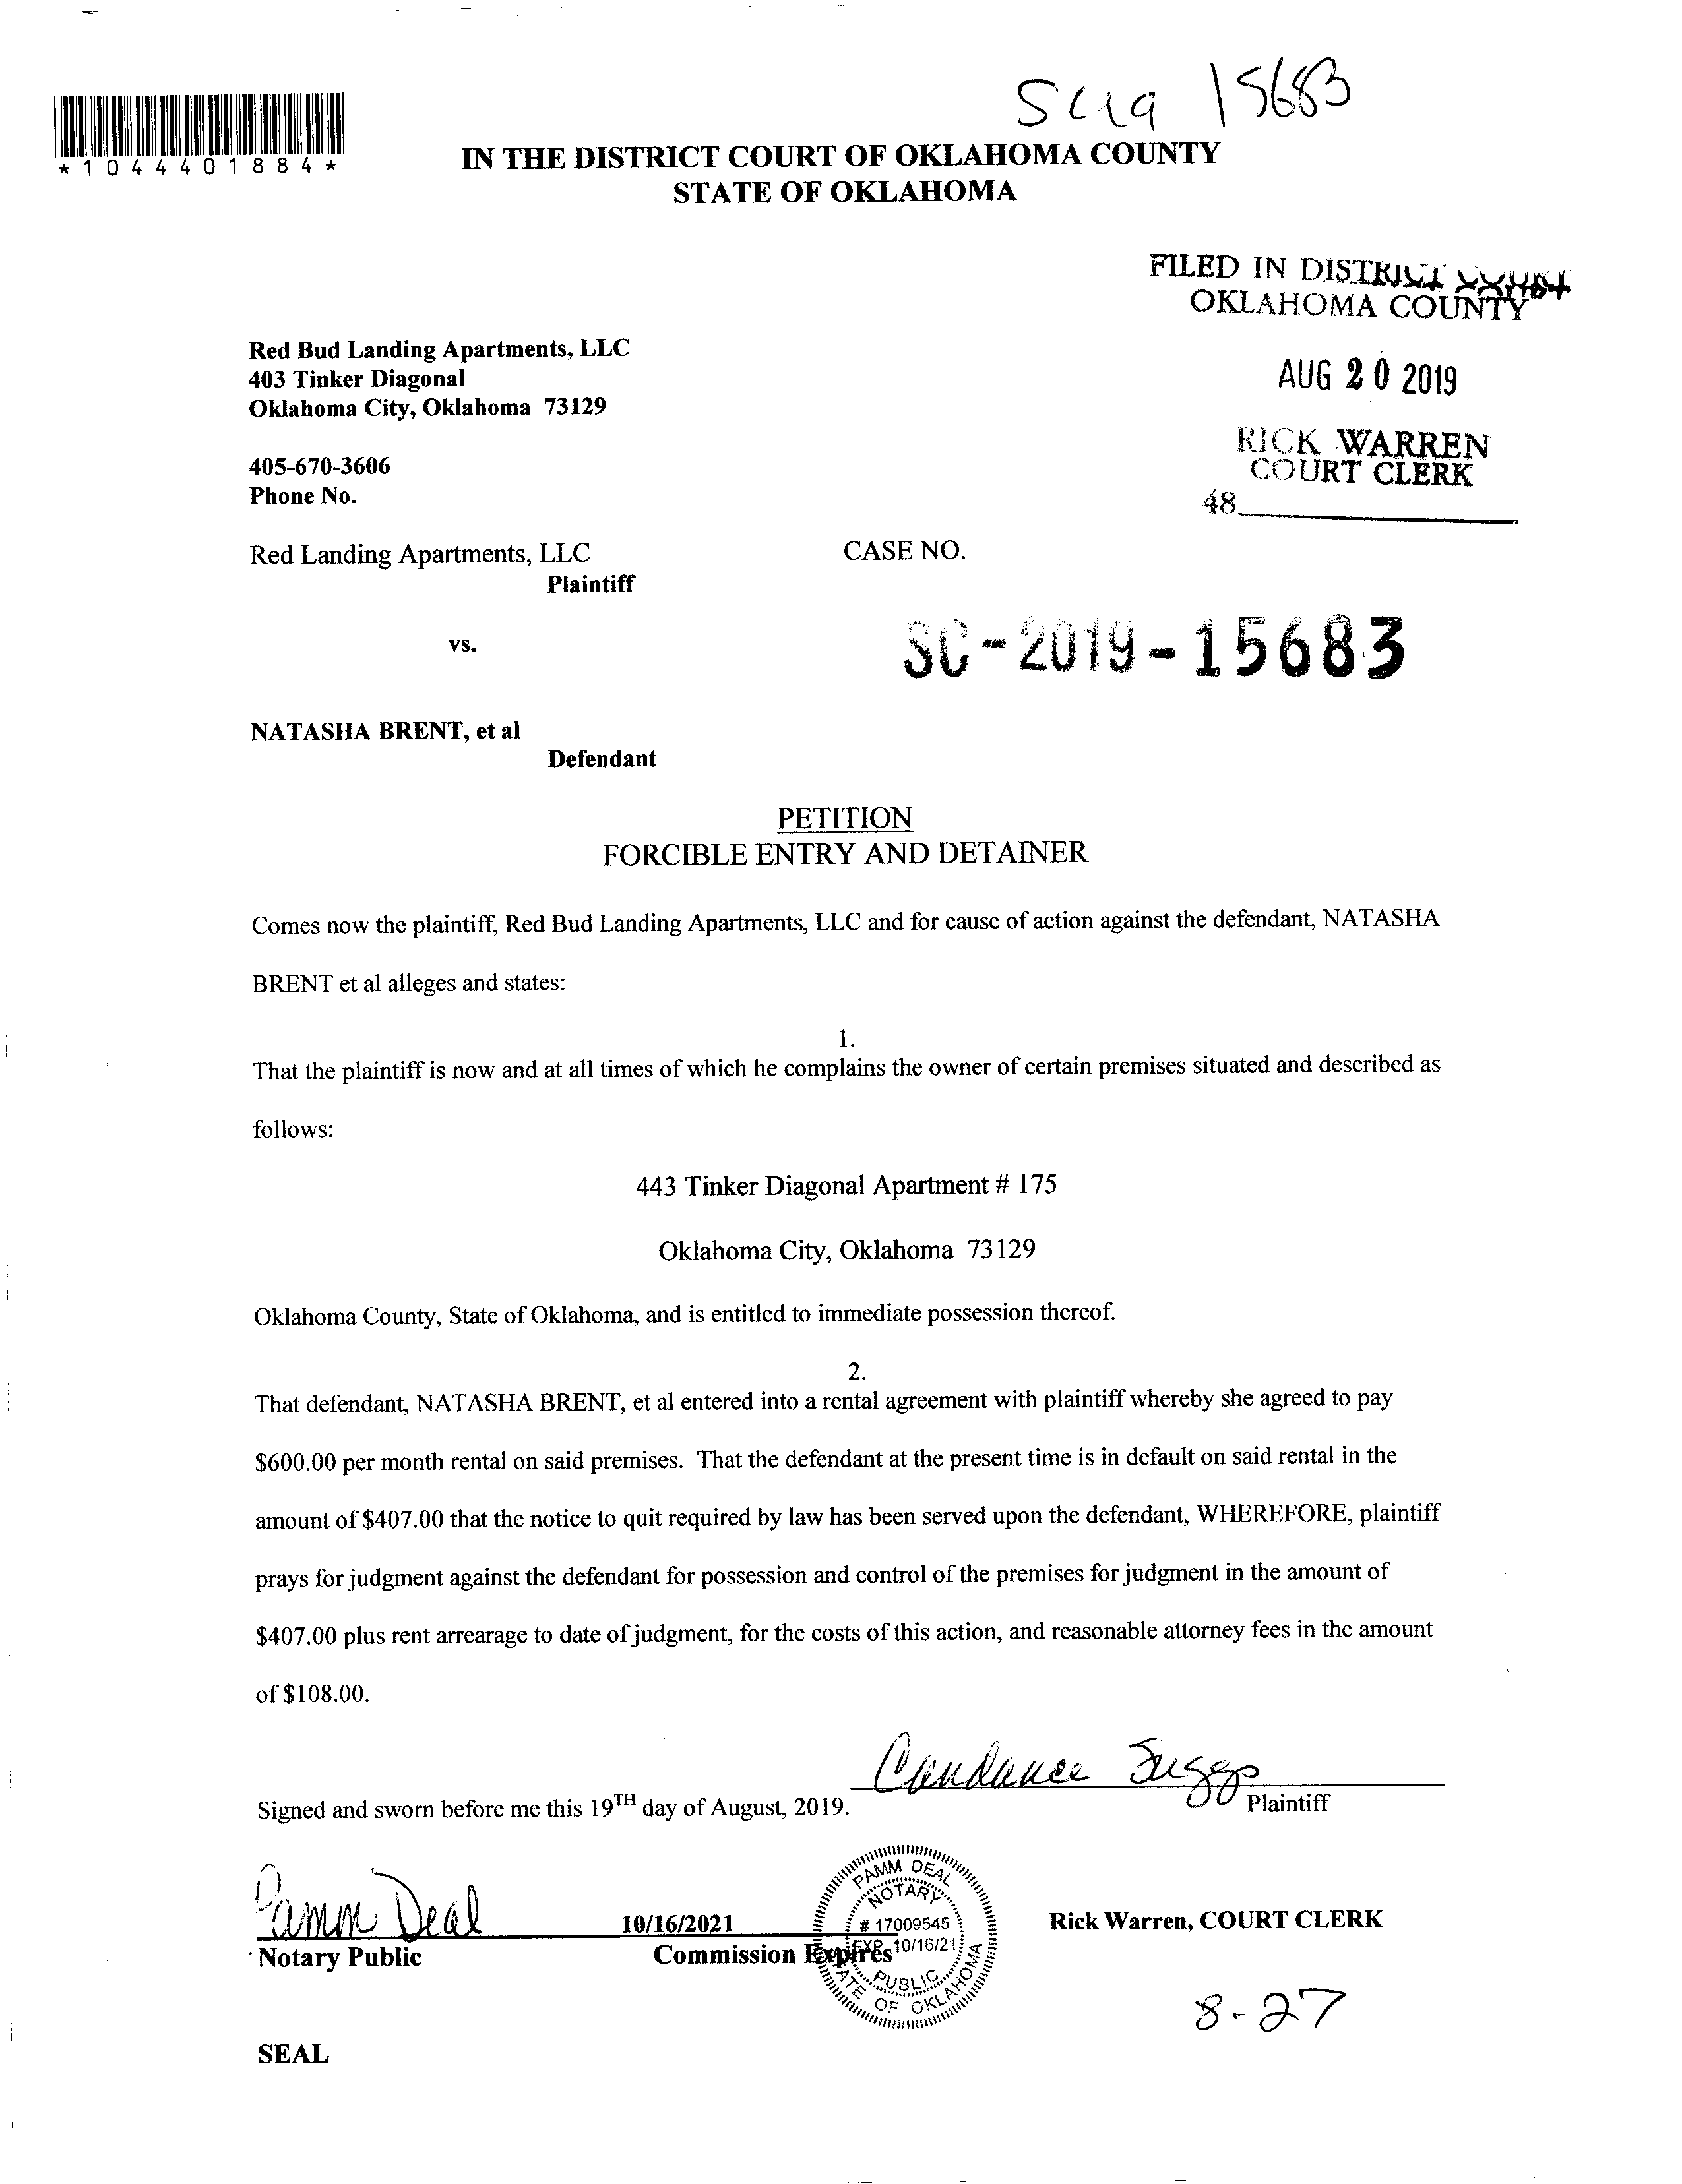 SC19 15683
*1044401884*
IN THE DISTRICT COURT OF OKLAHOMA COUNTY
STATE OF OKLAHOMA
FILED IN DISTRICT COURT
OKLAHOMA COUNTY
Red Bud Landing Apartments, LLC
403 Tinker Diagonal
Oklahoma City, Oklahoma 73129
AUG 20 2019
RICK WARREN
COURT CLERK
405-670-3606
Phone No.
48
Red Landing Apartments, LLC
Plaintiff
CASE NO.
vs.
SC-2019-15683
NATASHA BRENT, et al
Defendant
PETITION
FORCIBLE ENTRY AND DETAINER
Comes now the plaintiff, Red Bud Landing Apartments, LLC and for cause of action against the defendant, NATASHA
BRENT et al alleges and states:
1.
That the plaintiff is now and at all times of which he complains the owner of certain premises situated and described as
follows:
443 Tinker Diagonal Apartment # 175
Oklahoma City, Oklahoma 73129
Oklahoma County, State of Oklahoma, and is entitled to immediate possession thereof.
2.
That defendant, NATASHA BRENT, et al entered into a rental agreement with plaintiff whereby she agreed to pay
$600.00 per month rental on said premises. That the defendant at the present time is in default on said rental in the
amount of $407.00 that the notice to quit required by law has been served upon the defendant, WHEREFORE, plaintiff
prays for judgment against the defendant for possession and control of the premises for judgment in the amount of
$407.00 plus rent arrearage to date of judgment, for the costs of this action, and reasonable attorney fees in the amount
of $108.00.
Candance Suggs
Plaintiff
Signed and sworn before me this 19TH day of August, 2019.
Pamm Deal
Notary Public
10/16/2021
Commission Expires
PAMM DEAL
NOTARY
# 17009545
EXP. 10/16/21
PUBLIC
STATE OF OKLAHOMA
Rick Warren, COURT CLERK
8-27
SEAL